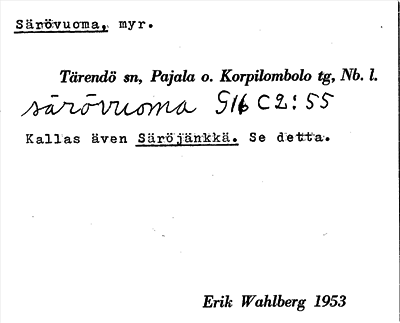 Särövuoma, myr.
Tärendö sn, Pajala o. Korpilombolo tg, Nb. l.
särövuoma G16 C2:55
Kallas även Säröjänkkä. Se detta.
Erik Wahlberg 1953